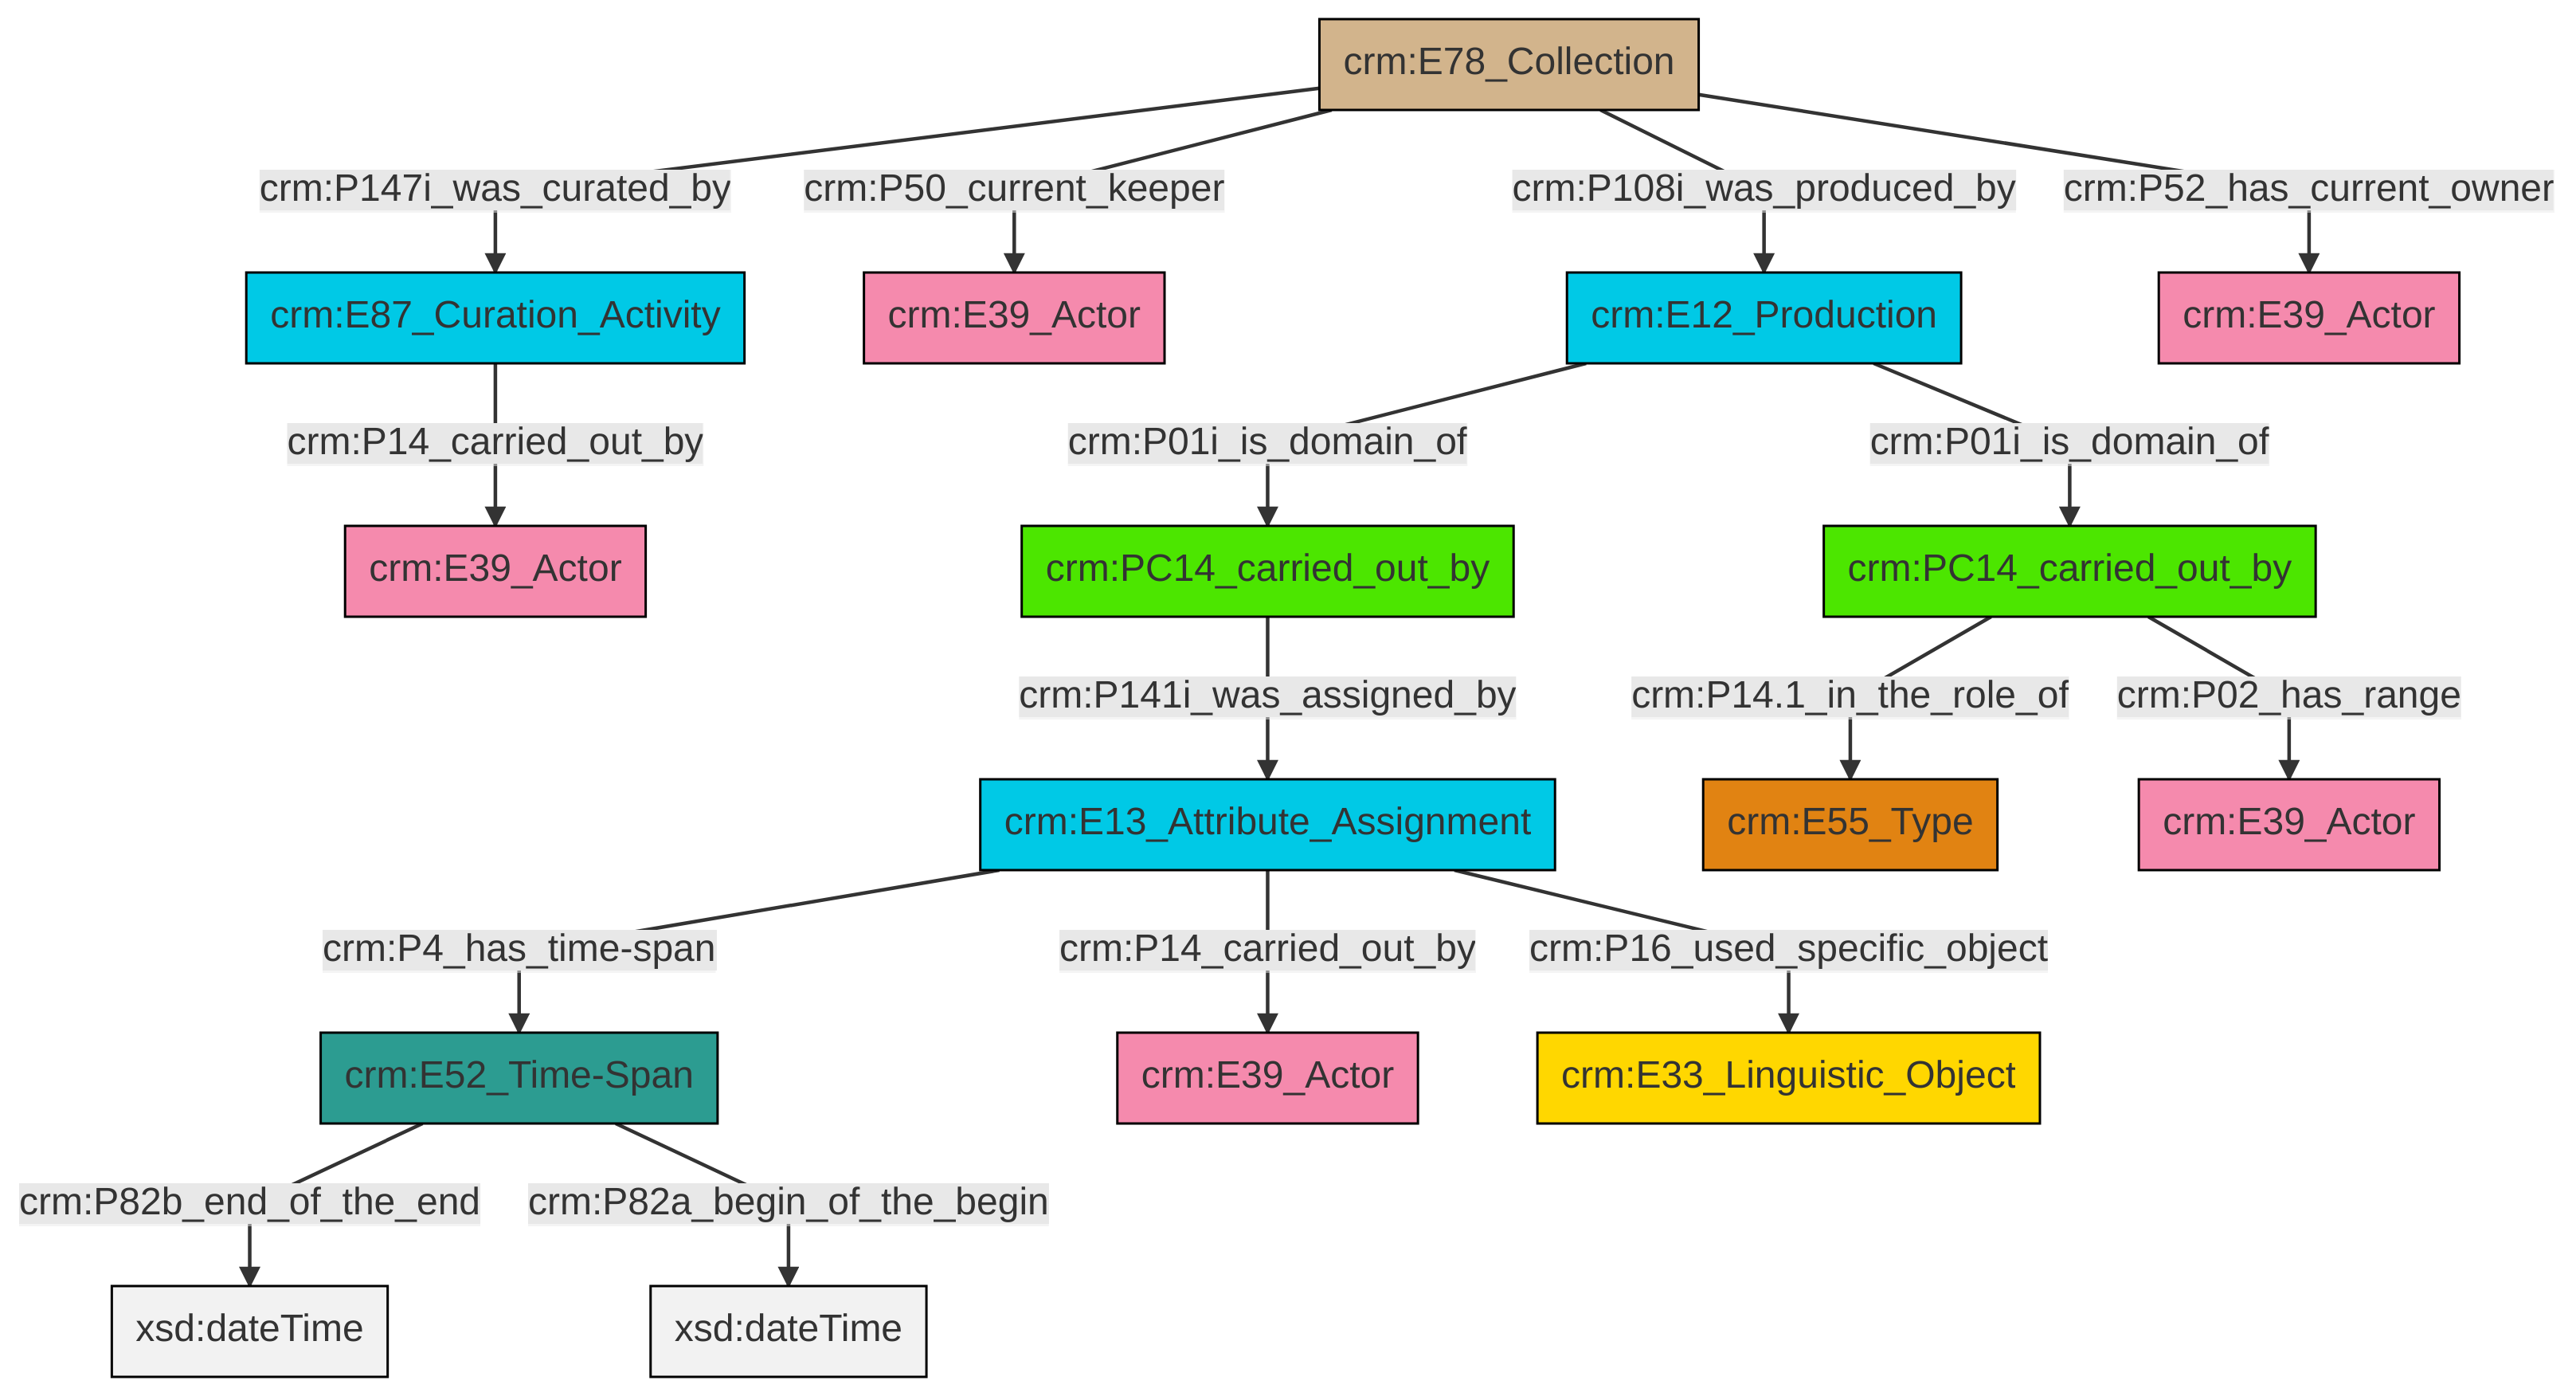 crm:E78_Collection
crm:P147i_was_curated_by
crm:P50_current_keeper
crm:P108i_was_produced_by
crm:P52_has_current_owner
crm:E87_Curation_Activity
crm:E39_Actor
crm:E12_Production
crm:E39_Actor
crm:P14_carried_out_by
crm:P01i_is_domain_of
crm:P01i_is_domain_of
crm:E39_Actor
crm:PC14_carried_out_by
crm:PC14_carried_out_by
crm:P141i_was_assigned_by
crm:P14.1_in_the_role_of
crm:P02_has_range
crm:E13_Attribute_Assignment
crm:E55_Type
crm:E39_Actor
crm:P4_has_time-span
crm:P14_carried_out_by
crm:P16_used_specific_object
crm:E52_Time-Span
crm:E39_Actor
crm:E33_Linguistic_Object
crm:P82b_end_of_the_end
crm:P82a_begin_of_the_begin
xsd:dateTime
xsd:dateTime